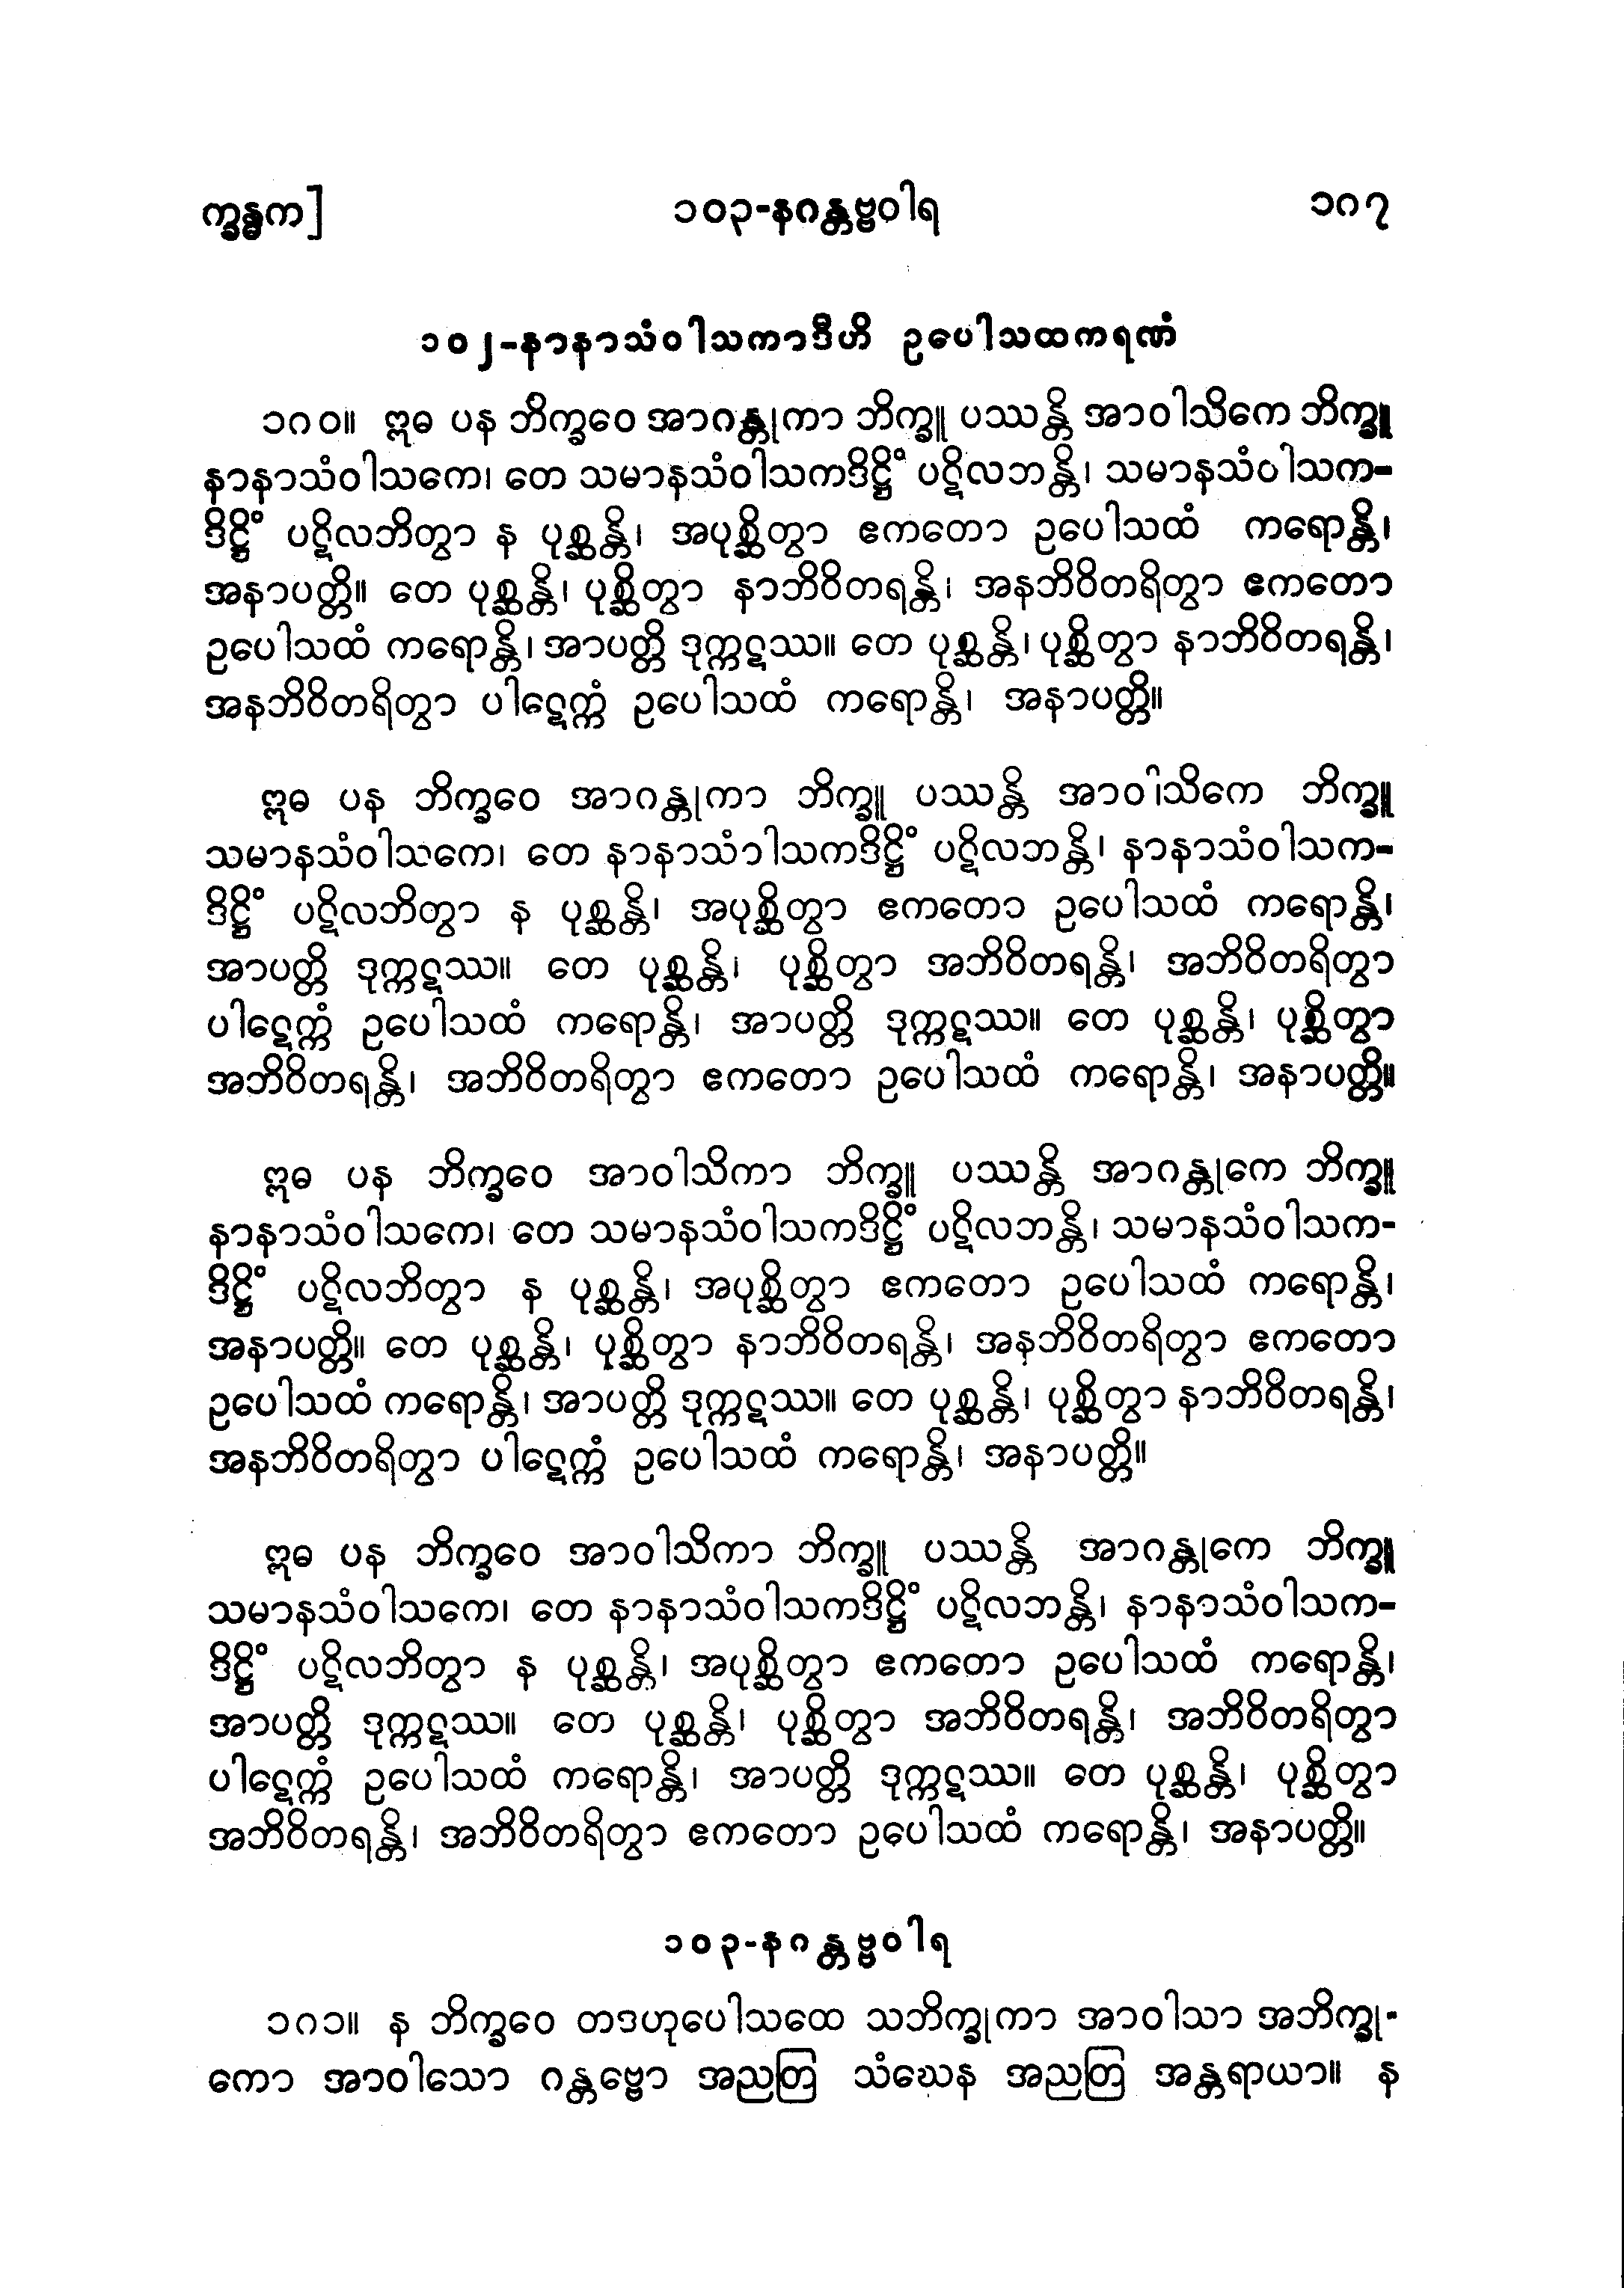 က္ခန္ဓက]
၁၀၃-နဂန္တဗ္ဗဝါရ
၁၈၇
၁၀၂-နာနာသံဝါသကာဒီဟိ ဥပေါသထကရဏံ
၁၈၀။ ဣဓ ပန ဘိက္ခဝေ အာဂန္တုကာ ဘိက္ခူ ပဿန္တိ အာဝါသိကေ ဘိက္ခူ
နာနာသံဝါသကေ၊ တေ သမာနသံဝါသကဒိဋ္ဌိံ ပဋိလဘန္တိ၊ သမာနသံဝါသက-
ဒိဋ္ဌိံ ပဋိလဘိတွာ န ပုစ္ဆန္တိ၊ အပုစ္ဆိတွာ ဧကတော ဥပေါသထံ ကရောန္တိ၊
အနာပတ္တိ။ တေ ပုစ္ဆန္တိ၊ ပုစ္ဆိတွာ နာဘိဝိတရန္တိ၊ အနဘိဝိတရိတွာ ဧကတော
ဥပေါသထံ ကရောန္တိ၊ အာပတ္တိ ဒုက္ကဋဿ။ တေ ပုစ္ဆန္တိ၊ ပုစ္ဆိတွာ နာဘိဝိတရန္တိ၊
အနဘိဝိတရိတွာ ပါဋေက္ကံ ဥပေါသထံ ကရောန္တိ၊ အနာပတ္တိ။
ဣဓ ပန ဘိက္ခဝေ အာဂန္တုကာ ဘိက္ခူ ပဿန္တိ အာဝါသိကေ ဘိက္ခူ
သမာနသံဝါသကေ၊ တေ နာနာသံဝါသကဒိဋ္ဌိံ ပဋိလဘန္တိ၊ နာနာသံဝါသက-
ဒိဋ္ဌိံ ပဋိလဘိတွာ န ပုစ္ဆန္တိ၊ အပုစ္ဆိတွာ ဧကတော ဥပေါသထံ ကရောန္တိ၊
အာပတ္တိ ဒုက္ကဋဿ။ တေ ပုစ္ဆန္တိ၊ ပုစ္ဆိတွာ အဘိဝိတရန္တိ၊ အဘိဝိတရိတွာ
ပါဋေက္ကံ ဥပေါသထံ ကရောန္တိ၊ အာပတ္တိ ဒုက္ကဋဿ။ တေ ပုစ္ဆန္တိ၊ ပုစ္ဆိတွာ
အဘိဝိတရန္တိ၊ အဘိဝိတရိတွာ ဧကတော ဥပေါသထံ ကရောန္တိ၊ အနာပတ္တိ။
ဣဓ ပန ဘိက္ခဝေ အာဝါသိကာ ဘိက္ခူ ပဿန္တိ အာဂန္တုကေ ဘိက္ခူ
နာနာသံဝါသကေ၊ တေ သမာနသံဝါသကဒိဋ္ဌိံ ပဋိလဘန္တိ၊ သမာနသံဝါသက-
ဒိဋ္ဌိံ ပဋိလဘိတွာ န ပုစ္ဆန္တိ၊ အပုစ္ဆိတွာ ဧကတော ဥပေါသထံ ကရောန္တိ၊
အနာပတ္တိ။ တေ ပုစ္ဆန္တိ၊ ပုစ္ဆိတွာ နာဘိဝိတရန္တိ၊ အနဘိဝိတရိတွာ ဧကတော
ဥပေါသထံ ကရောန္တိ၊ အာပတ္တိ ဒုက္ကဋဿ။ တေ ပုစ္ဆန္တိ၊ ပုစ္ဆိတွာ နာဘိဝိတရန္တိ၊
အနဘိဝိတရိတွာ ပါဋေက္ကံ ဥပေါသထံ ကရောန္တိ၊ အနာပတ္တိ။
ဣဓ ပန ဘိက္ခဝေ အာဝါသိကာ ဘိက္ခူ ပဿန္တိ အာဂန္တုကေ ဘိက္ခူ
သမာနသံဝါသကေ၊ တေ နာနာသံဝါသကဒိဋ္ဌိံ ပဋိလဘန္တိ၊ နာနာသံဝါသက-
ဒိဋ္ဌိံ ပဋိလဘိတွာ န ပုစ္ဆန္တိ၊ အပုစ္ဆိတွာ ဧကတော ဥပေါသထံ ကရောန္တိ၊
အာပတ္တိ ဒုက္ကဋဿ။ တေ ပုစ္ဆန္တိ၊ ပုစ္ဆိတွာ အဘိဝိတရန္တိ၊ အဘိဝိတရိတွာ
ပါဋေက္ကံ ဥပေါသထံ ကရောန္တိ၊ အာပတ္တိ ဒုက္ကဋဿ။ တေ ပုစ္ဆန္တိ၊ ပုစ္ဆိတွာ
အဘိဝိတရန္တိ၊ အဘိဝိတရိတွာ ဧကတော ဥပေါသထံ ကရောန္တိ၊ အနာပတ္တိ။
၁၀၃-နဂန္တဗ္ဗဝါရ
၁၈၁။ န ဘိက္ခဝေ တဒဟုပေါသထေ သဘိက္ခုကာ အာဝါသာ အဘိက္ခု-
ကော အာဝါသော ဂန္တဗ္ဗော အညတြ သံဃေန အညတြ အန္တရာယာ။ န